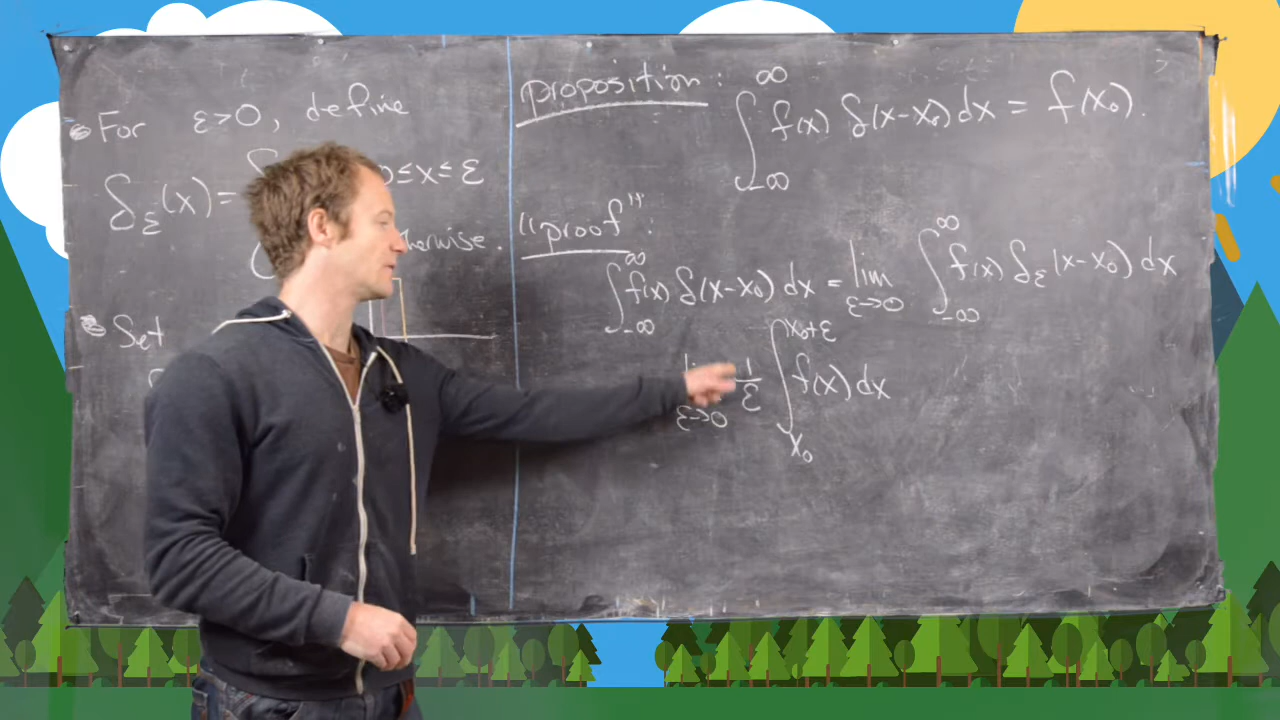 For ε>0, define
δ_ε(x)= 0≤x≤ε
otherwise.
Set
proposition: ∫_{-∞}^{∞} f(x) δ(x-x₀)dx = f(x₀).
"proof":
∫_{-∞}^{∞} f(x) δ(x-x₀) dx = lim_{ε→0} ∫_{-∞}^{∞} f(x) δ_ε(x-x₀) dx
lim_{ε→0} 1/ε ∫_{x₀}^{x₀+ε} f(x) dx